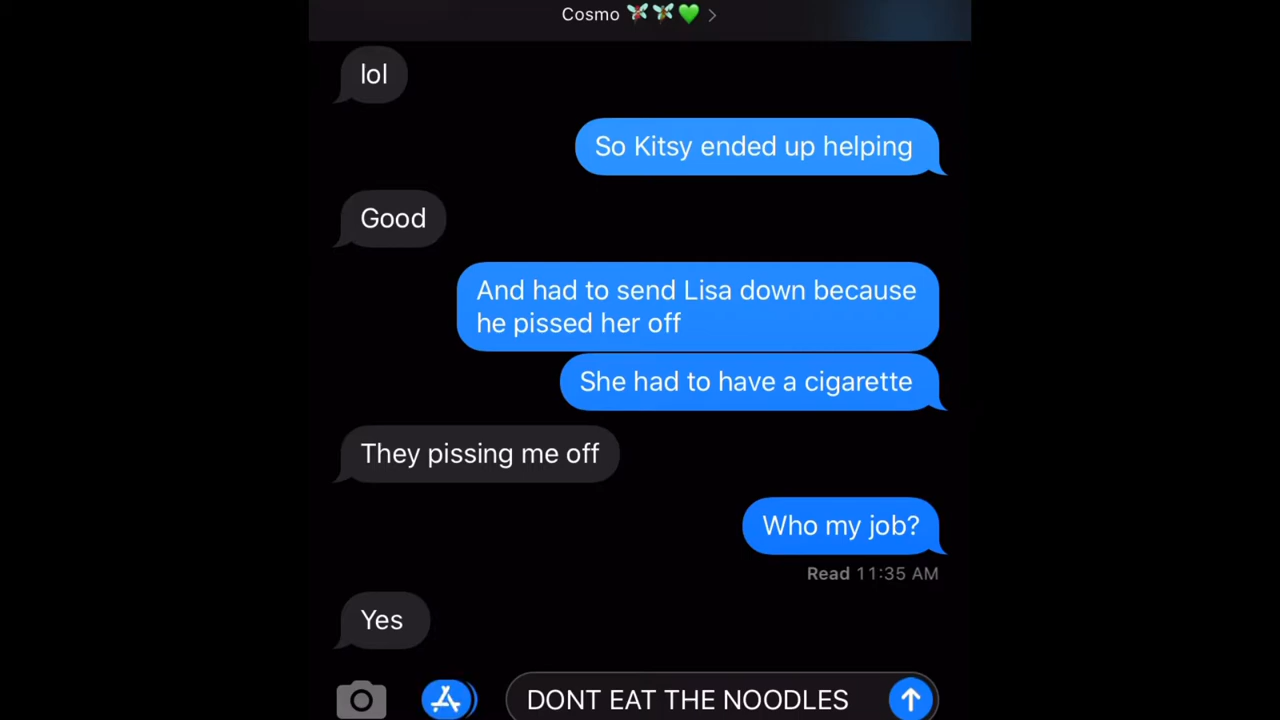 Cosmo 🧚🧚💚 >
lol
So Kitsy ended up helping
Good
And had to send Lisa down because
he pissed her off
She had to have a cigarette
They pissing me off
Who my job?
Read 11:35 AM
Yes
DONT EAT THE NOODLES